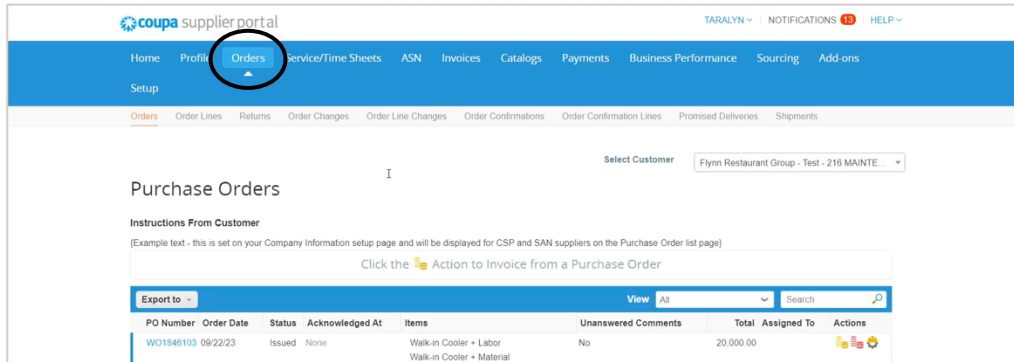 coupa supplier portal
TARALYN NOTIFICATIONS 13 HELP
Home Profile Orders Service/Time Sheets ASN Invoices Catalogs Payments Business Performance Sourcing Add-ons
Setup
Orders Order Lines Returns Order Changes Order Line Changes Order Confirmations Order Confirmation Lines Promised Deliveries Shipments
Select Customer Flynn Restaurant Group - Test - 216 MAINTE...
Purchase Orders
Instructions From Customer
(Example text - this is set on your Company Information setup page and will be displayed for CSP and SAN suppliers on the Purchase Order list page)
Click the Action to Invoice from a Purchase Order
Export to View All Search
PO Number Order Date Status Acknowledged At Items Unanswered Comments Total Assigned To Actions
WO1846103 09/22/23 Issued None Walk-in Cooler + Labor No 20,000.00
Walk-in Cooler + Material